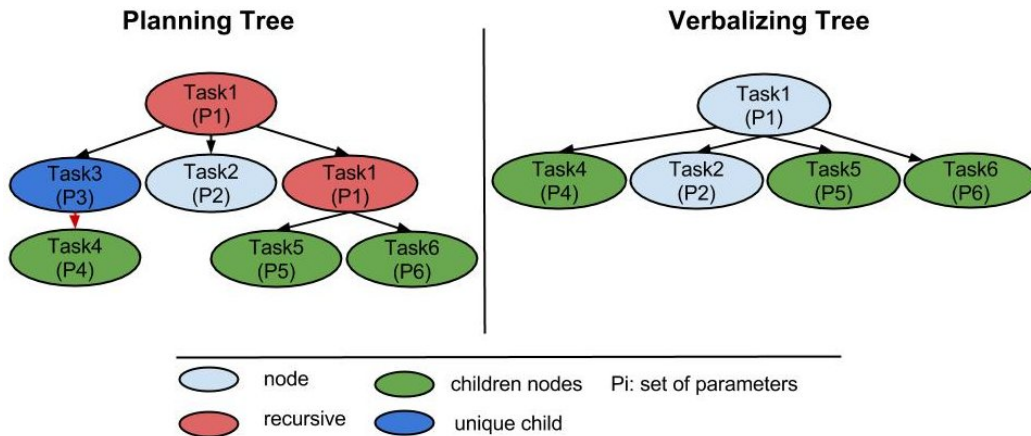 Planning Tree
Verbalizing Tree
Task1
(P1)
Task3
(P3)
Task2
(P2)
Task1
(P1)
Task4
(P4)
Task5
(P5)
Task6
(P6)
Task1
(P1)
Task4
(P4)
Task2
(P2)
Task5
(P5)
Task6
(P6)
node
children nodes
Pi: set of parameters
recursive
unique child